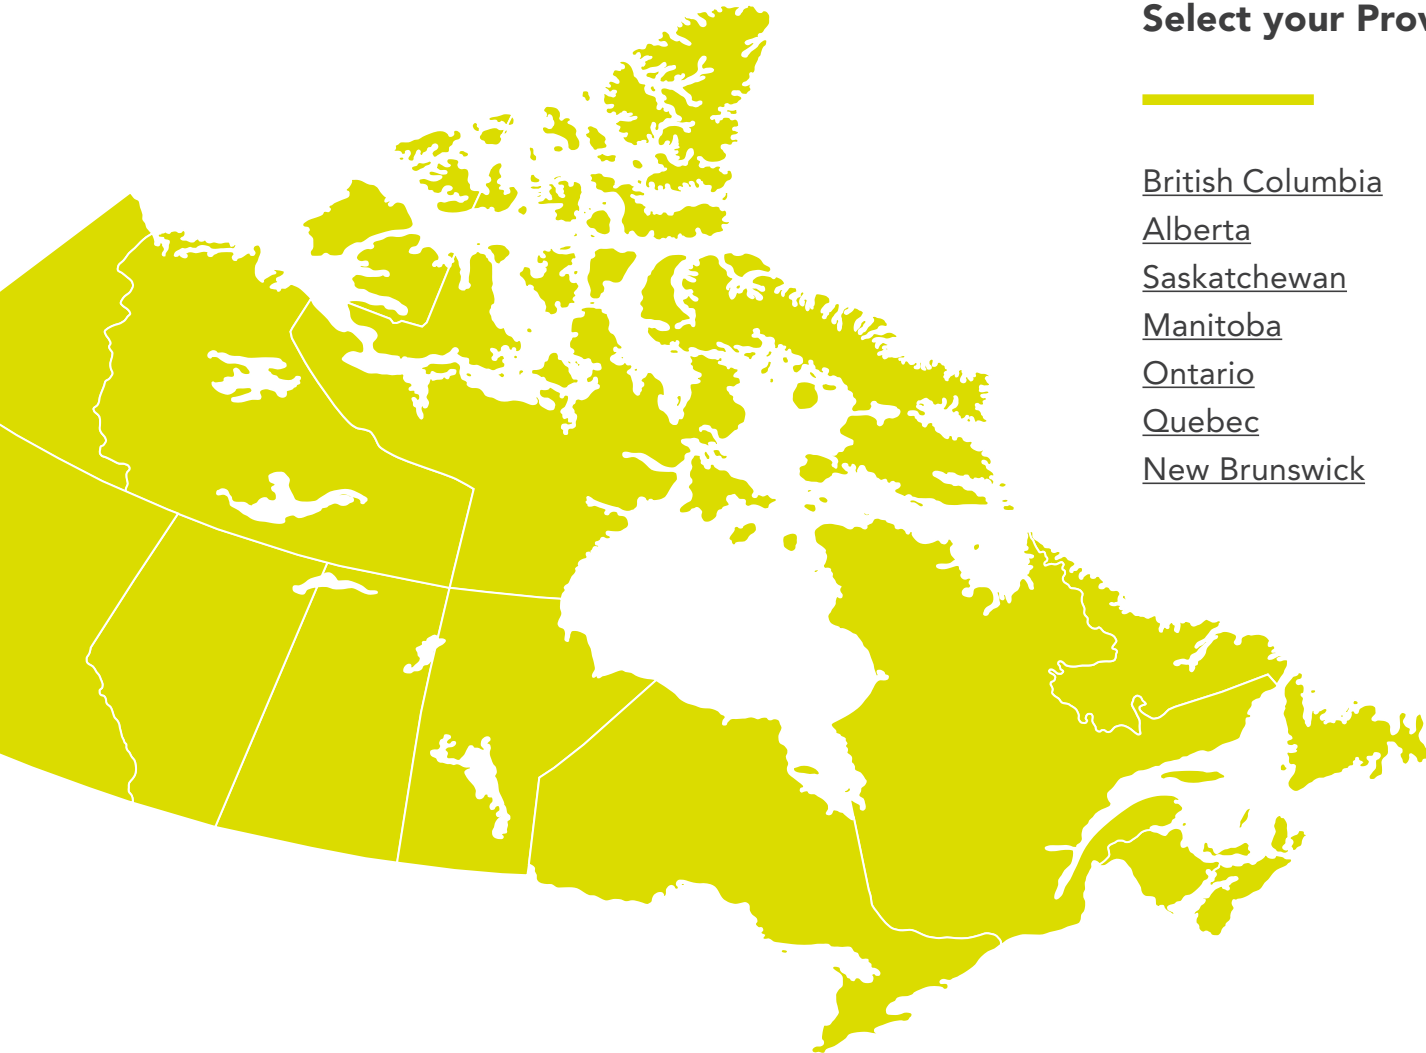 Select your Prov
British Columbia
Alberta
Saskatchewan
Manitoba
Ontario
Quebec
New Brunswick